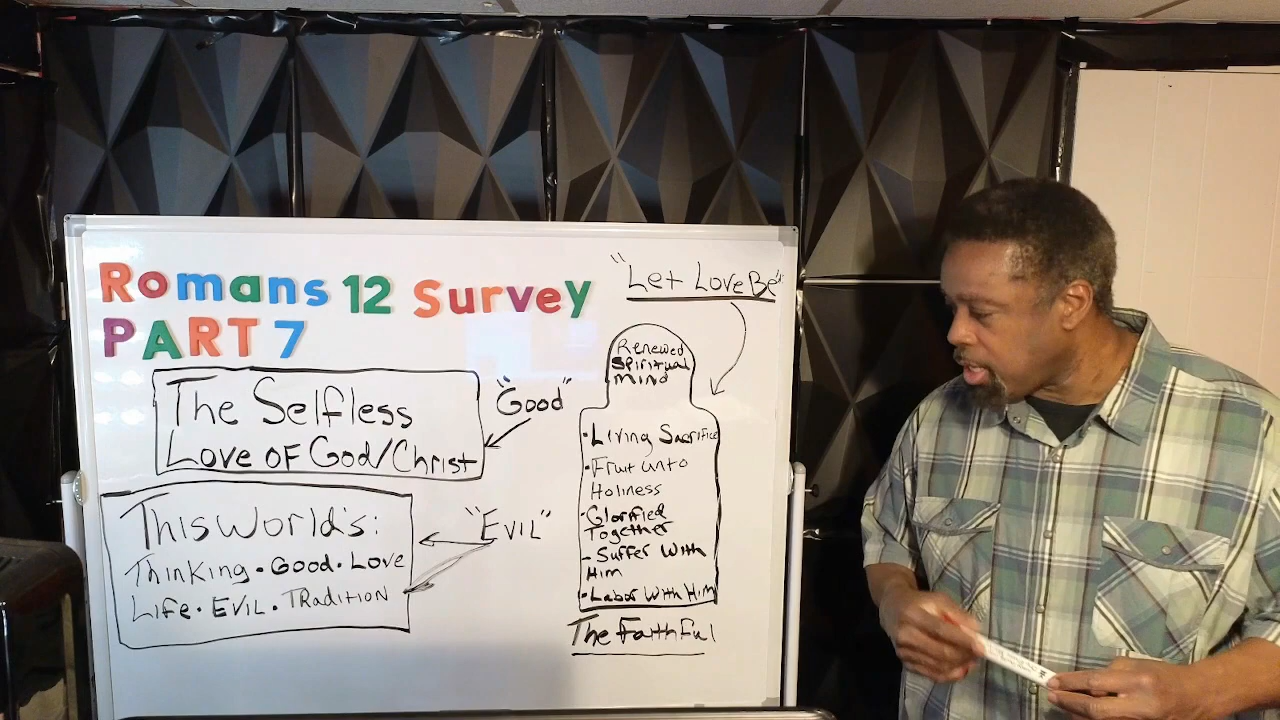 Romans 12 Survey
PART 7
The Selfless
Love of God/Christ
"Good"
This World's:
Thinking • Good • Love
Life • Evil • Tradition
"Evil"
"Let Love Be"
Renewed
Spiritual
Mind
• Living Sacrifice
• Fruit unto
Holiness
• Glorified
Together
- Suffer With
Him
• Labor With Him
The Faithful